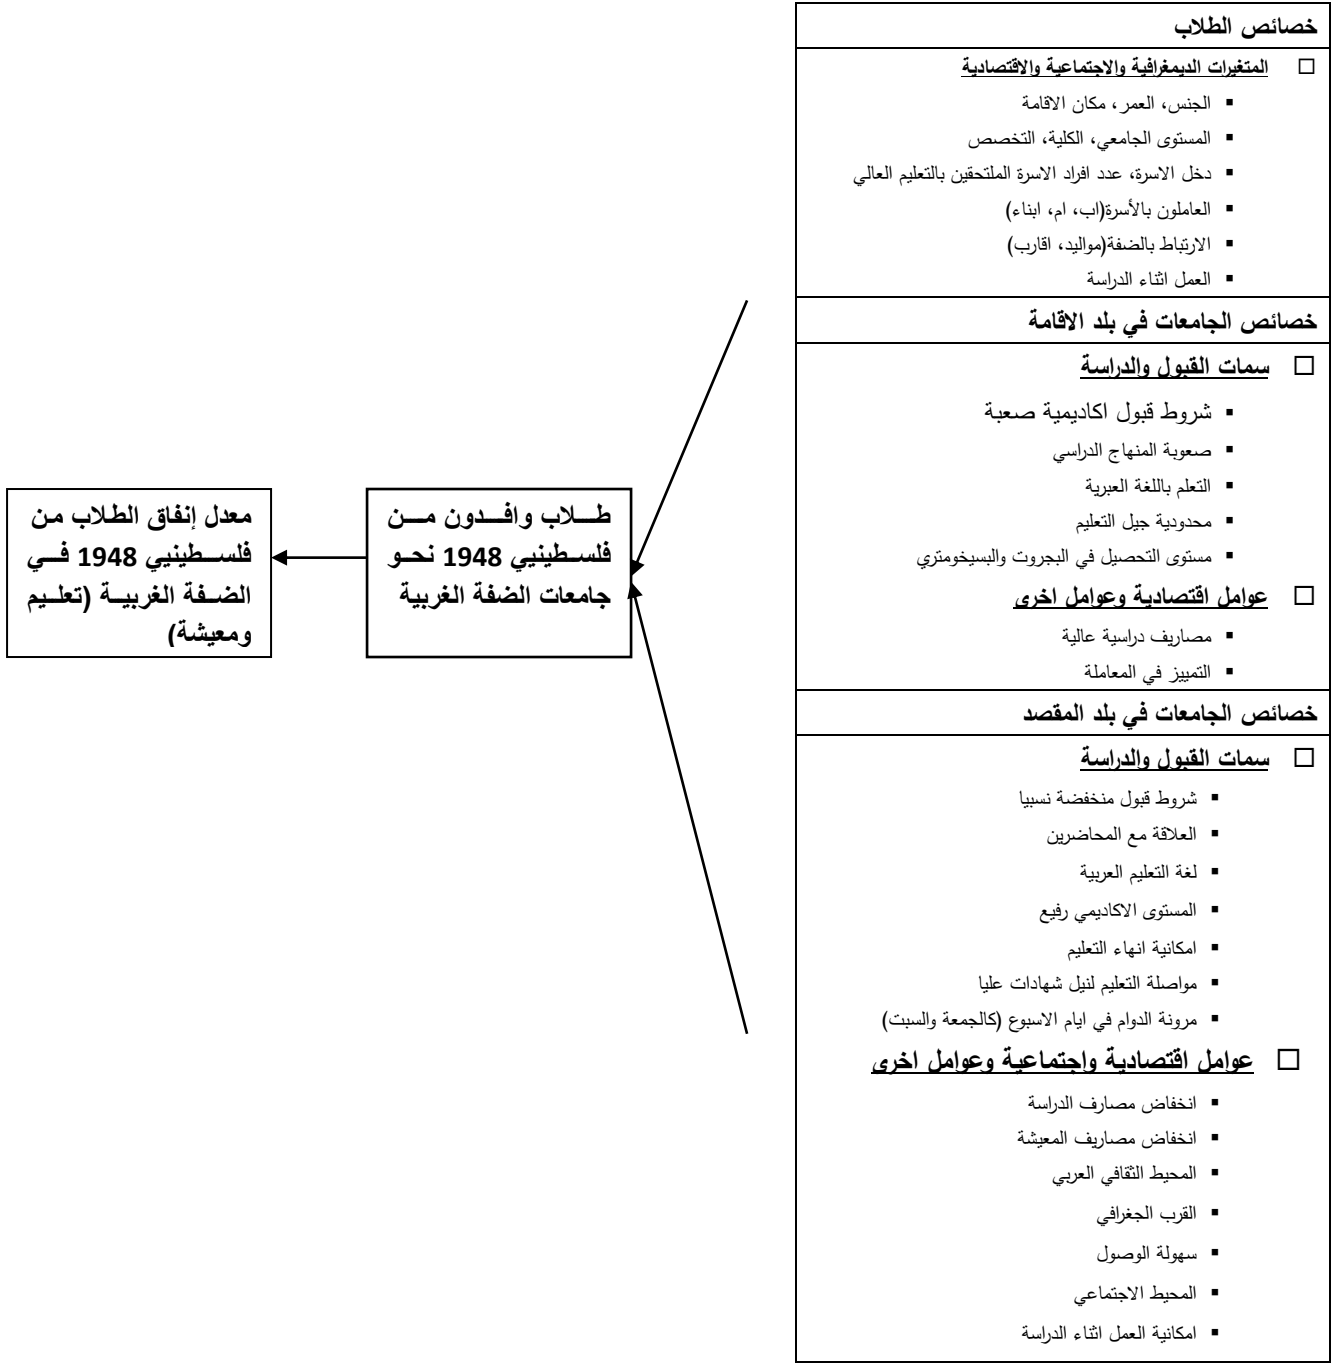 خصائص الطلاب
المتغيرات الديمغرافية والاجتماعية والاقتصادية
الجنس، العمر، مكان الاقامة
المستوى الجامعي، الكلية، التخصص
دخل الاسرة، عدد افراد الاسرة الملتحقين بالتعليم العالي
العاملون بالأسرة(اب، ام، ابناء)
الارتباط بالضفة(مواليد، اقارب)
العمل اثناء الدراسة
خصائص الجامعات في بلد الاقامة
سمات القبول والدراسة
شروط قبول اكاديمية صعبة
صعوبة المنهاج الدراسي
التعلم باللغة العبرية
محدودية جيل التعليم
مستوى التحصيل في البجروت والبسيخومتري
عوامل اقتصادية وعوامل اخرى
مصاريف دراسية عالية
التمييز في المعاملة
خصائص الجامعات في بلد المقصد
سمات القبول والدراسة
شروط قبول منخفضة نسبيا
العلاقة مع المحاضرين
لغة التعليم العربية
المستوى الاكاديمي رفيع
امكانية انهاء التعليم
مواصلة التعليم لنيل شهادات عليا
مرونة الدوام في ايام الاسبوع (كالجمعة والسبت)
عوامل اقتصادية واجتماعية وعوامل اخرى
انخفاض مصارف الدراسة
انخفاض مصاريف المعيشة
المحيط الثقافي العربي
القرب الجغرافي
سهولة الوصول
المحيط الاجتماعي
امكانية العمل اثناء الدراسة
طلاب وافدون من
فلسطينيي 1948 نحو
جامعات الضفة الغربية
معدل إنفاق الطلاب من
فلسطينيي 1948 في
الضفة الغربية (تعليم
ومعيشة)